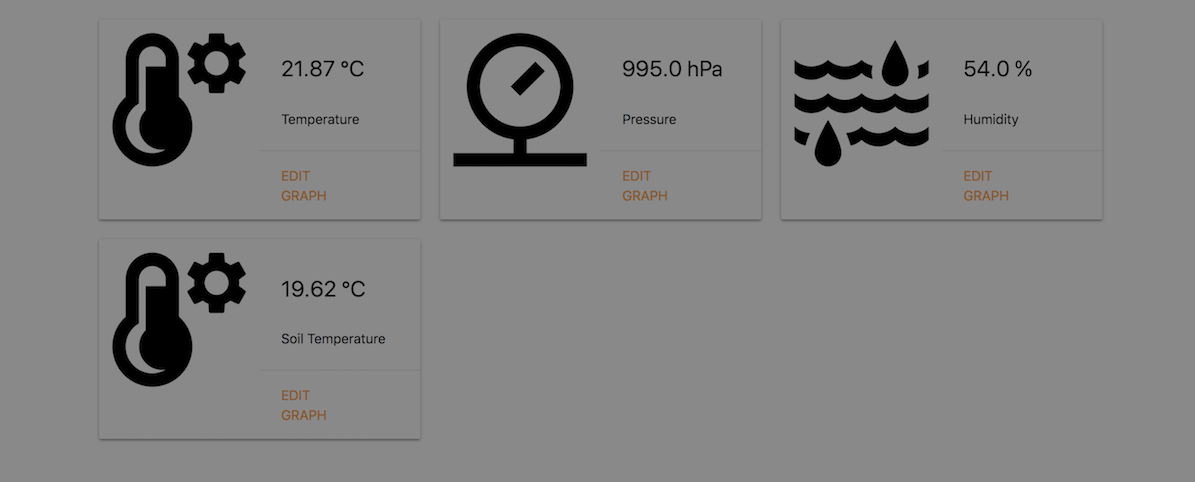 21.87 °C
Temperature
EDIT
GRAPH
995.0 hPa
Pressure
EDIT
GRAPH
54.0 %
Humidity
EDIT
GRAPH
19.62 °C
Soil Temperature
EDIT
GRAPH